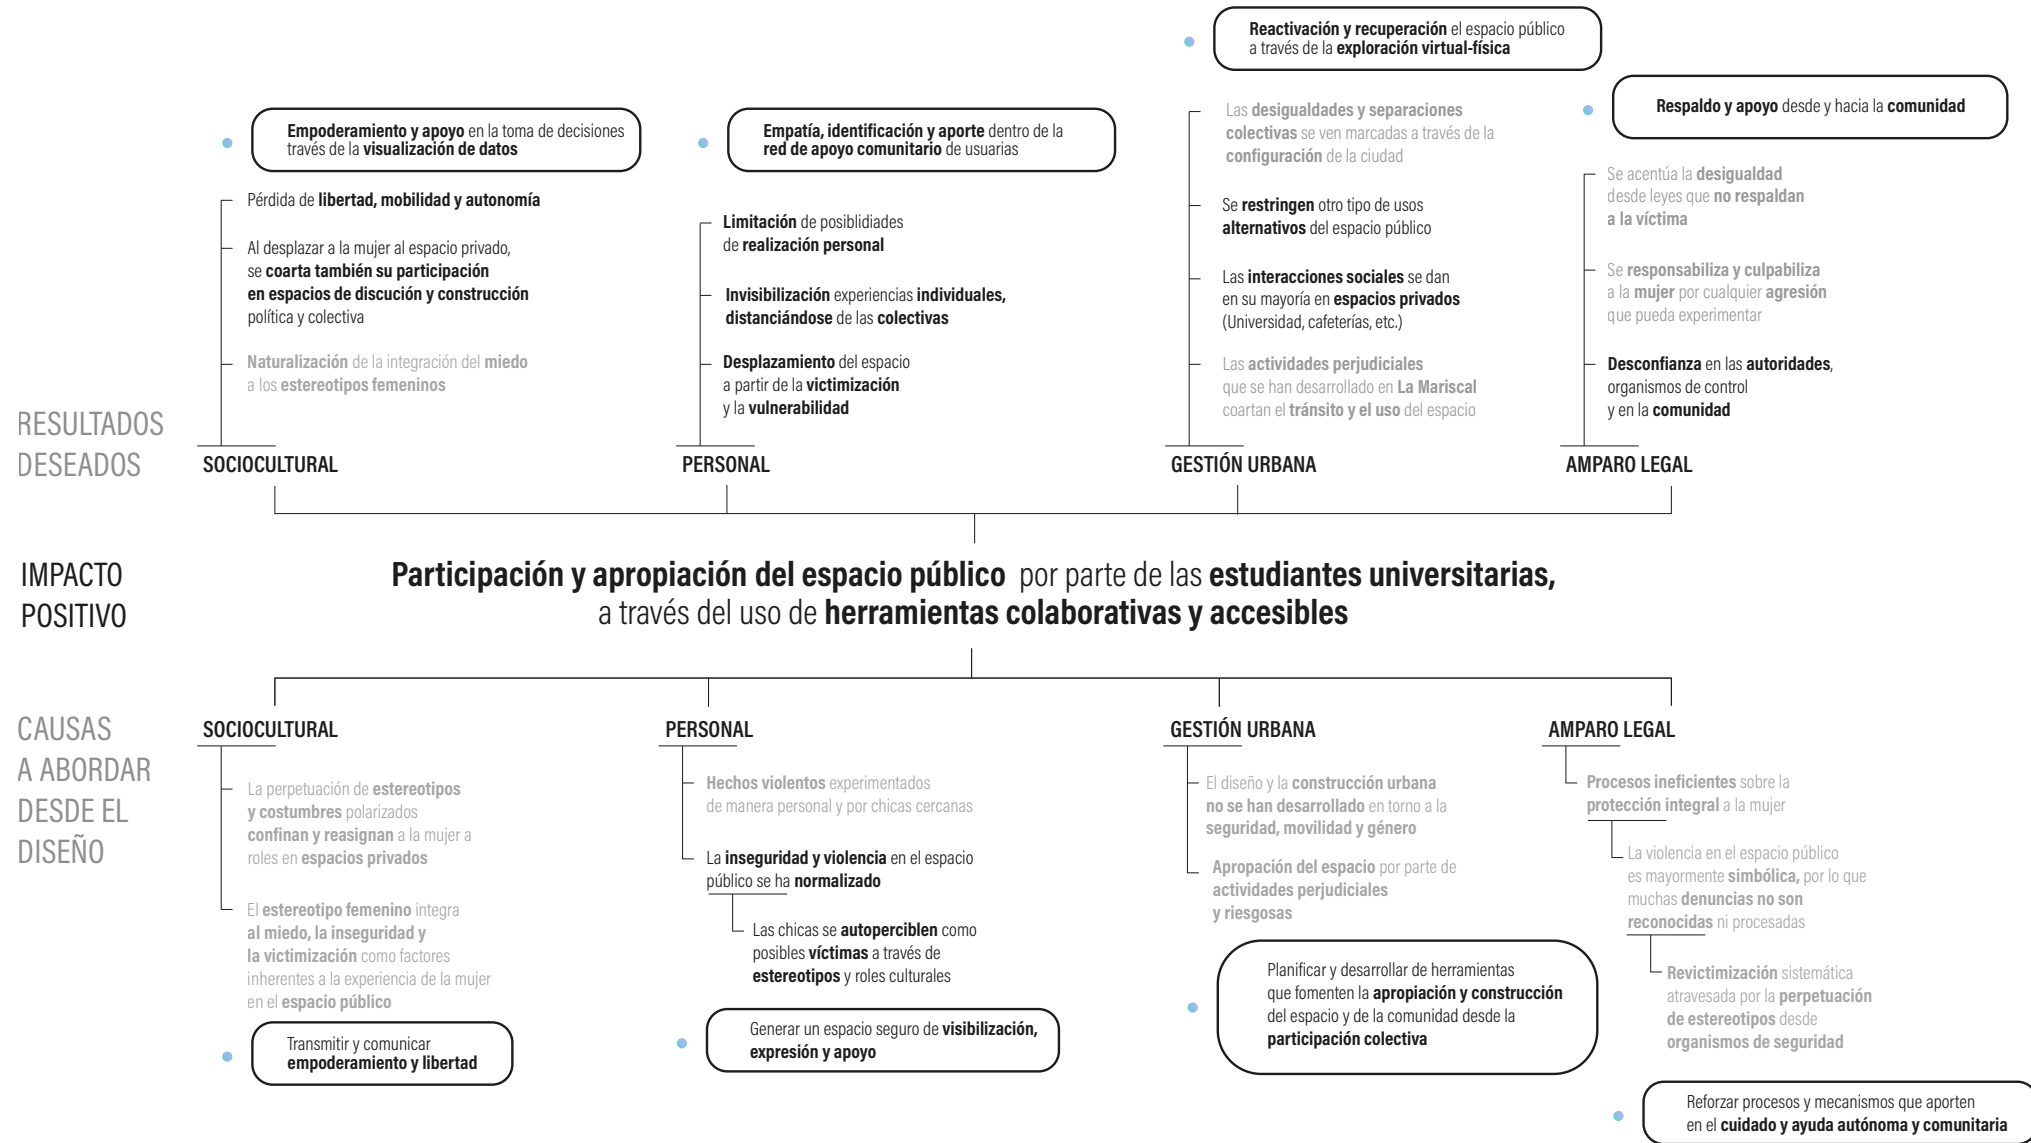 RESULTADOS
DESEADOS
Empoderamiento y apoyo en la toma de decisiones
través de la visualización de datos
Pérdida de libertad, mobilidad y autonomía
Al desplazar a la mujer al espacio privado,
se coarta también su participación
en espacios de discución y construcción
política y colectiva
Naturalización de la integración del miedo
a los estereotipos femeninos
SOCIOCULTURAL
Empatía, identificación y aporte dentro de la
red de apoyo comunitario de usuarias
Limitación de posiblidiades
de realización personal
Invisibilización experiencias individuales,
distanciándose de las colectivas
Desplazamiento del espacio
a partir de la victimización
y la vulnerabilidad
PERSONAL
Reactivación y recuperación el espacio público
a través de la exploración virtual-física
Las desigualdades y separaciones
colectivas se ven marcadas a través de la
configuración de la ciudad
Se restringen otro tipo de usos
alternativos del espacio público
Las interacciones sociales se dan
en su mayoría en espacios privados
(Universidad, cafeterías, etc.)
Las actividades perjudiciales
que se han desarrollado en La Mariscal
coartan el tránsito y el uso del espacio
GESTIÓN URBANA
Respaldo y apoyo desde y hacia la comunidad
Se acentúa la desigualdad
desde leyes que no respaldan
a la víctima
Se responsabiliza y culpabiliza
a la mujer por cualquier agresión
que pueda experimentar
Desconfianza en las autoridades,
organismos de control
y en la comunidad
AMPARO LEGAL
IMPACTO
POSITIVO
Participación y apropiación del espacio público por parte de las estudiantes universitarias,
a través del uso de herramientas colaborativas y accesibles
CAUSAS
A ABORDAR
DESDE EL
DISEÑO
SOCIOCULTURAL
La perpetuación de estereotipos
y costumbres polarizados
confinan y reasignan a la mujer a
roles en espacios privados
El estereotipo femenino integra
al miedo, la inseguridad y
la victimización como factores
inherentes a la experiencia de la mujer
en el espacio público
Transmitir y comunicar
empoderamiento y libertad
PERSONAL
Hechos violentos experimentados
de manera personal y por chicas cercanas
La inseguridad y violencia en el espacio
público se ha normalizado
Las chicas se autoperciblen como
posibles víctimas a través de
estereotipos y roles culturales
Generar un espacio seguro de visibilización,
expresión y apoyo
GESTIÓN URBANA
El diseño y la construcción urbana
no se han desarrollado en torno a la
seguridad, movilidad y género
Apropación del espacio por parte de
actividades perjudiciales
y riesgosas
Planificar y desarrollar de herramientas
que fomenten la apropiación y construcción
del espacio y de la comunidad desde la
participación colectiva
AMPARO LEGAL
Procesos ineficientes sobre la
protección integral a la mujer
La violencia en el espacio público
es mayormente simbólica, por lo que
muchas denuncias no son
reconocidas ni procesadas
Revictimización sistemática
atravesada por la perpetuación
de estereotipos desde
organismos de seguridad
Reforzar procesos y mecanismos que aporten
en el cuidado y ayuda autónoma y comunitaria